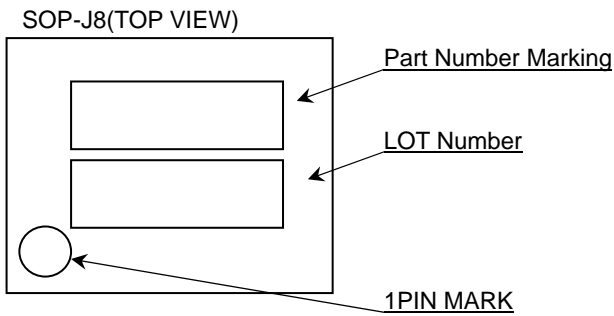 SOP-J8(TOP VIEW)
Part Number Marking
LOT Number
1PIN MARK